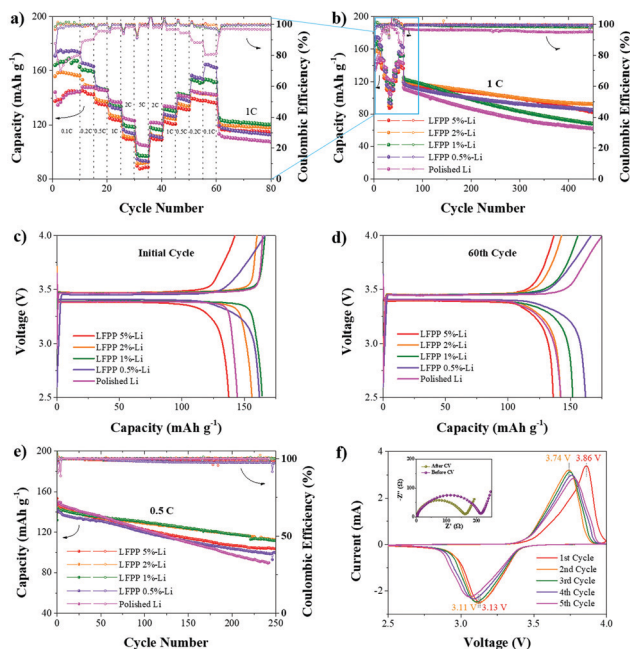 a)
Capacity (mAh g⁻¹)
200
160
120
80
0.1C
0.2C
0.5C
1C
2C
5C
2C
1C
0.5C
0.2C
0.1C
1C
100
80
60
40
20
0
Coulombic Efficiency (%)
0 20 40 60 80
Cycle Number
b)
Capacity (mAh g⁻¹)
200
160
120
80
40
0
1 C
LFPP 5%-Li
LFPP 2%-Li
LFPP 1%-Li
LFPP 0.5%-Li
Polished Li
100
80
60
40
20
0
Coulombic Efficiency (%)
0 150 300 450
Cycle Number
c)
Voltage (V)
4.0
3.5
3.0
2.5
Initial Cycle
LFPP 5%-Li
LFPP 2%-Li
LFPP 1%-Li
LFPP 0.5%-Li
Polished Li
0 50 100 150
Capacity (mAh g⁻¹)
d)
Voltage (V)
4.0
3.5
3.0
2.5
60th Cycle
LFPP 5%-Li
LFPP 2%-Li
LFPP 1%-Li
LFPP 0.5%-Li
Polished Li
0 50 100 150
Capacity (mAh g⁻¹)
e)
Capacity (mAh g⁻¹)
200
160
120
80
40
0.5 C
LFPP 5%-Li
LFPP 2%-Li
LFPP 1%-Li
LFPP 0.5%-Li
Polished Li
100
50
0
Coulombic Efficiency (%)
0 50 100 150 200 250
Cycle Number
f)
Current (mA)
6
4
2
0
-2
-4
-Z'' (Ω)
200
100
0
After CV
Before CV
0 100 200
Z' (Ω)
3.74 V
3.86 V
3.11 V
3.13 V
1st Cycle
2nd Cycle
3rd Cycle
4th Cycle
5th Cycle
2.5 3.0 3.5 4.0
Voltage (V)